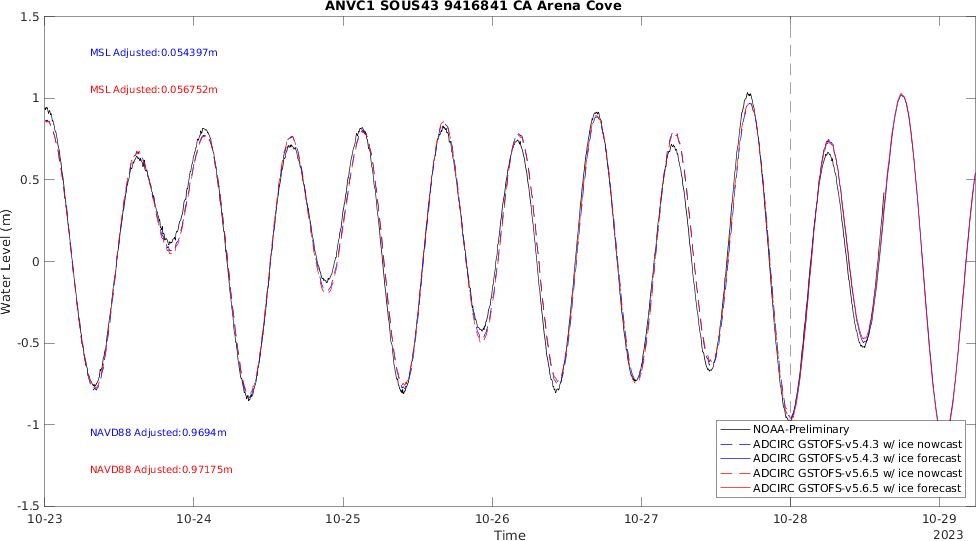 ANVC1 SOUS43 9416841 CA Arena Cove
1.5
MSL Adjusted:0.054397m
MSL Adjusted:0.056752m
1
0.5
0
-0.5
-1
-1.5
Water Level (m)
NAVD88 Adjusted:0.9694m
NAVD88 Adjusted:0.97175m
NOAA-Preliminary
ADCIRC GSTOFS-v5.4.3 w/ ice nowcast
ADCIRC GSTOFS-v5.4.3 w/ ice forecast
ADCIRC GSTOFS-v5.6.5 w/ ice nowcast
ADCIRC GSTOFS-v5.6.5 w/ ice forecast
10-23 10-24 10-25 10-26 10-27 10-28 10-29
2023
Time